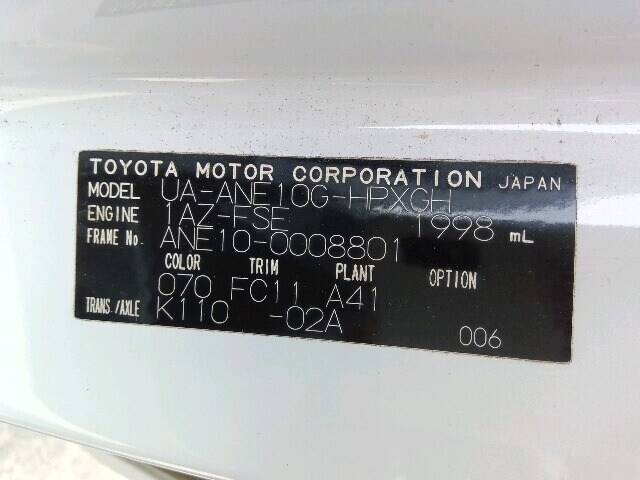 TOYOTA MOTOR CORPORATION JAPAN
MODEL UA-ANE10G-HPXGH
ENGINE 1AZ-FSE 1998 mL
FRAME No. ANE10-0008801
COLOR TRIM PLANT OPTION
070 FC11 A41
TRANS./AXLE K110 -02A
006